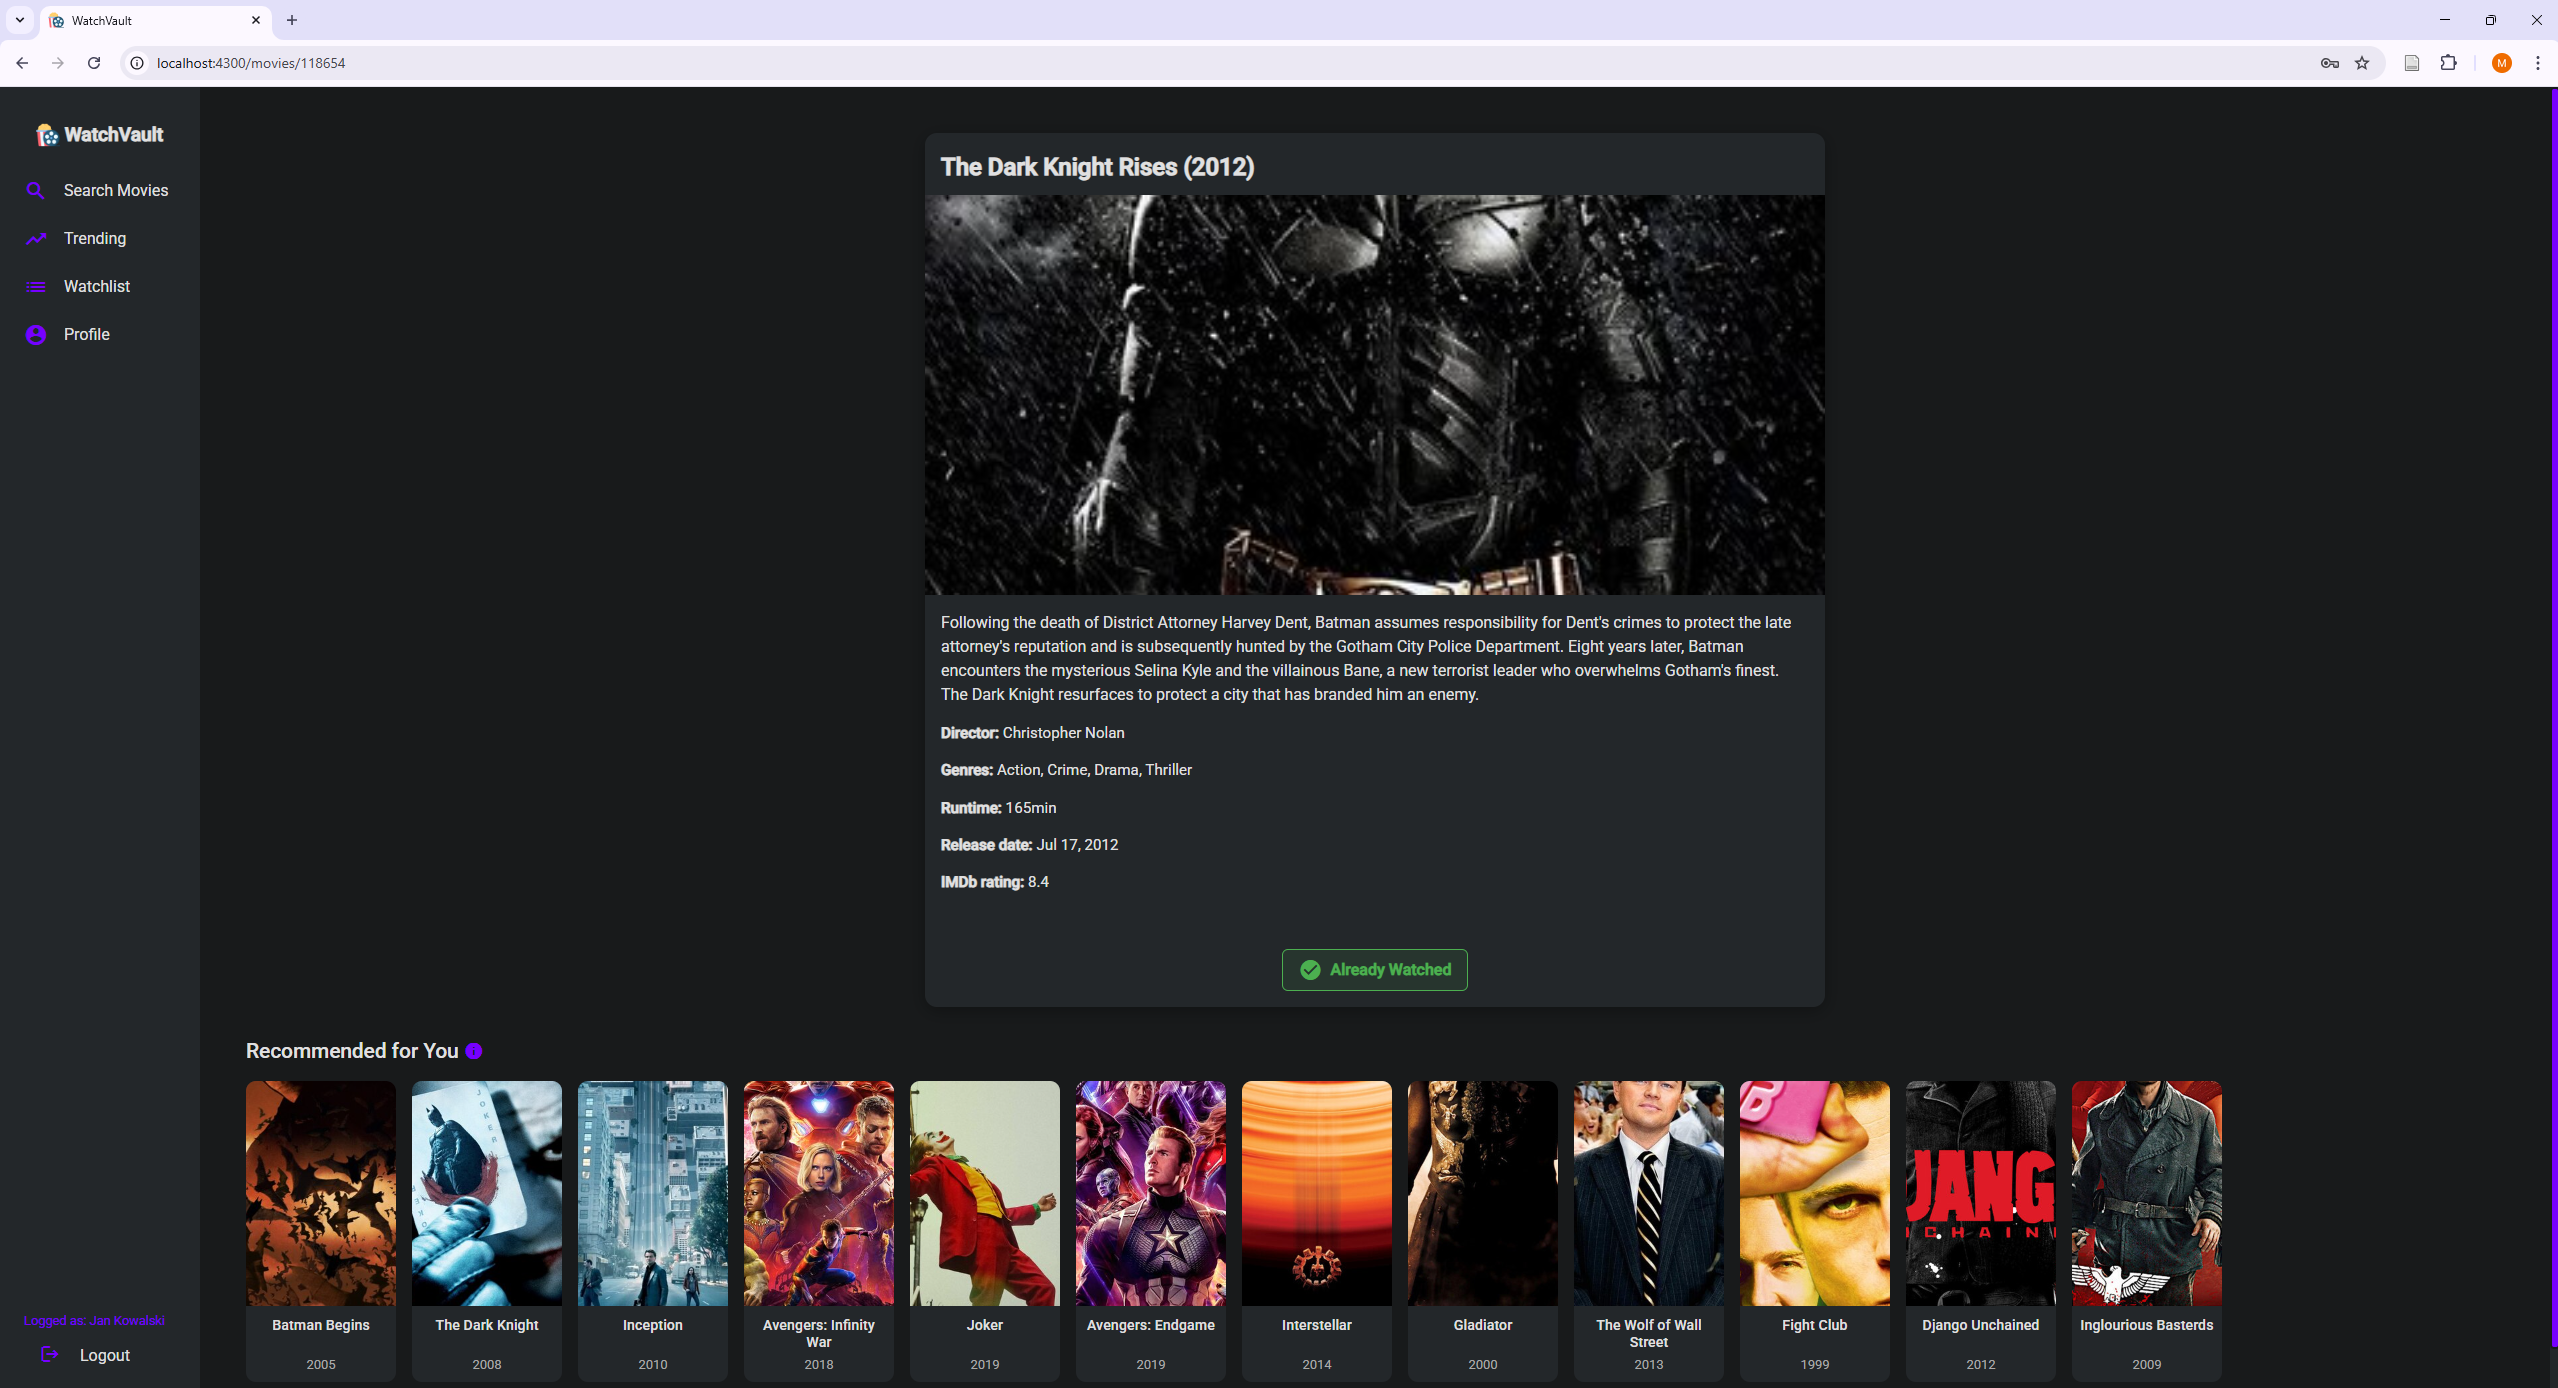 WatchVault
localhost:4300/movies/118654
M
WatchVault
Search Movies
Trending
Watchlist
Profile
The Dark Knight Rises (2012)
Following the death of District Attorney Harvey Dent, Batman assumes responsibility for Dent's crimes to protect the late
attorney's reputation and is subsequently hunted by the Gotham City Police Department. Eight years later, Batman
encounters the mysterious Selina Kyle and the villainous Bane, a new terrorist leader who overwhelms Gotham's finest.
The Dark Knight resurfaces to protect a city that has branded him an enemy.
Director: Christopher Nolan
Genres: Action, Crime, Drama, Thriller
Runtime: 165min
Release date: Jul 17, 2012
IMDb rating: 8.4
Already Watched
Recommended for You
JOKER
B
JANG
CHAIN
Batman Begins
2005
The Dark Knight
2008
Inception
2010
Avengers: Infinity
War
2018
Joker
2019
Avengers: Endgame
2019
Interstellar
2014
Gladiator
2000
The Wolf of Wall
Street
2013
Fight Club
1999
Django Unchained
2012
Inglourious Basterds
2009
Logged as: Jan Kowalski
Logout